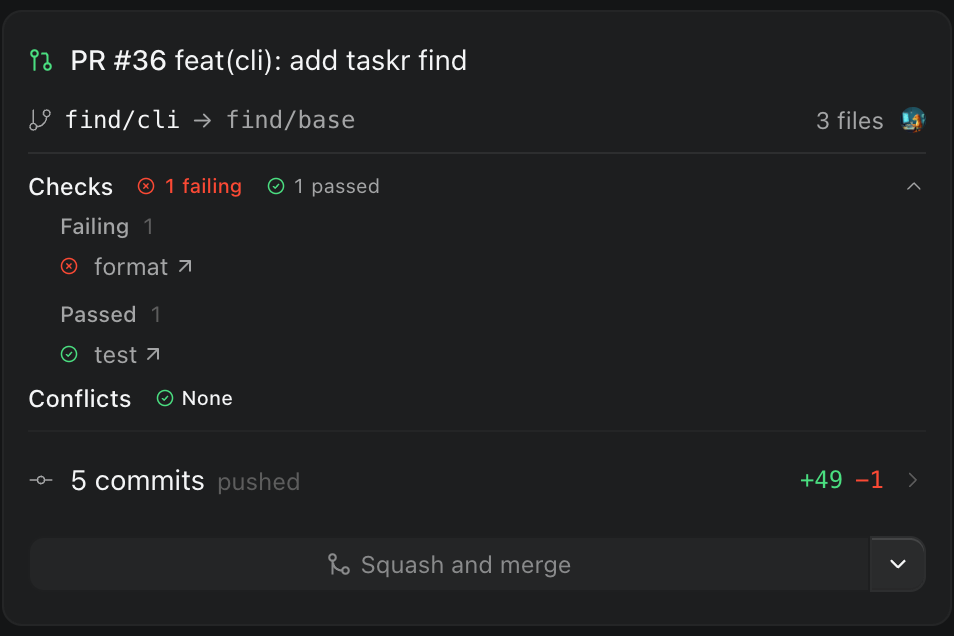 PR #36 feat(cli): add taskr find
find/cli → find/base 3 files
Checks 1 failing 1 passed
Failing 1
format ↗
Passed 1
test ↗
Conflicts None
5 commits pushed +49 −1
Squash and merge